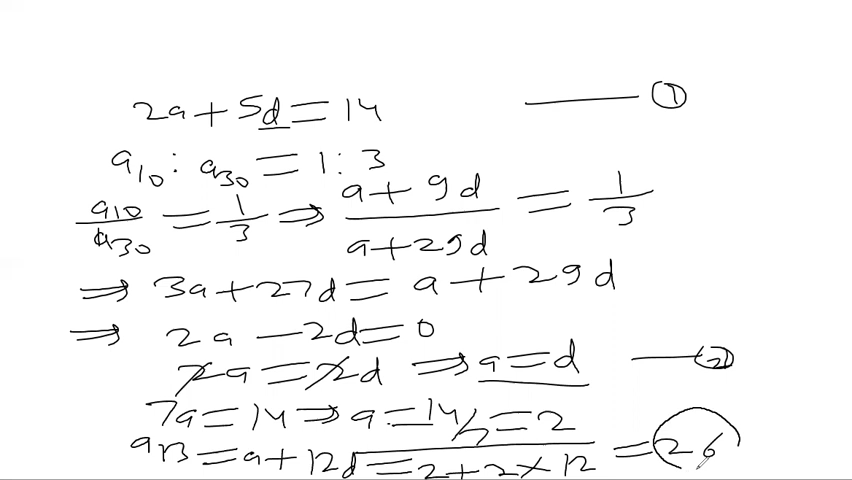 2a + 5d = 14 ——— ①
a10 : a30 = 1 : 3
a10/a30 = 1/3 ⇒ (a + 9d)/(a + 29d) = 1/3
⇒ 3a + 27d = a + 29d
⇒ 2a – 2d = 0
2a = 2d ⇒ a = d ——— ②
7a = 14 ⇒ a = 14/7 = 2
a13 = a + 12d = 2 + 2 × 12 = 26